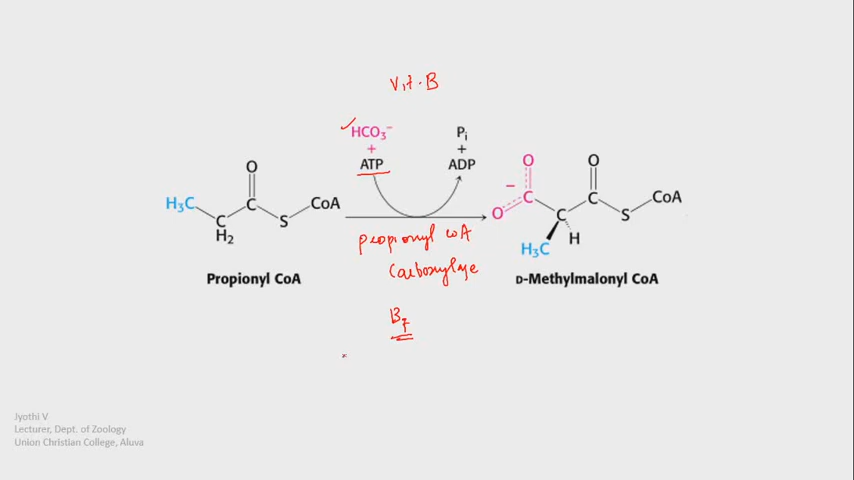 Vit. B
HCO3⁻
+
ATP
Pi
+
ADP
O
H3C
C
H2
C
S
CoA
propionyl coA
Carboxylase
O
−
C
O
O
C
C
S
CoA
H
H3C
Propionyl CoA
D-Methylmalonyl CoA
B7
Jyothi V
Lecturer, Dept. of Zoology
Union Christian College, Aluva